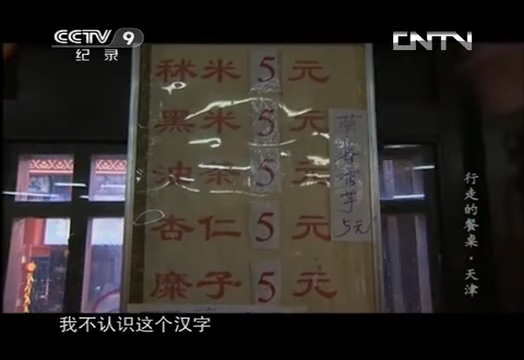 CCTV 9
纪录
CNTV
秫米 5 元
黑米 5 元
油茶 5 元
杏仁 5 元
糜子 5 元
香芋 5元
行走的餐桌·天津
我不认识这个汉字